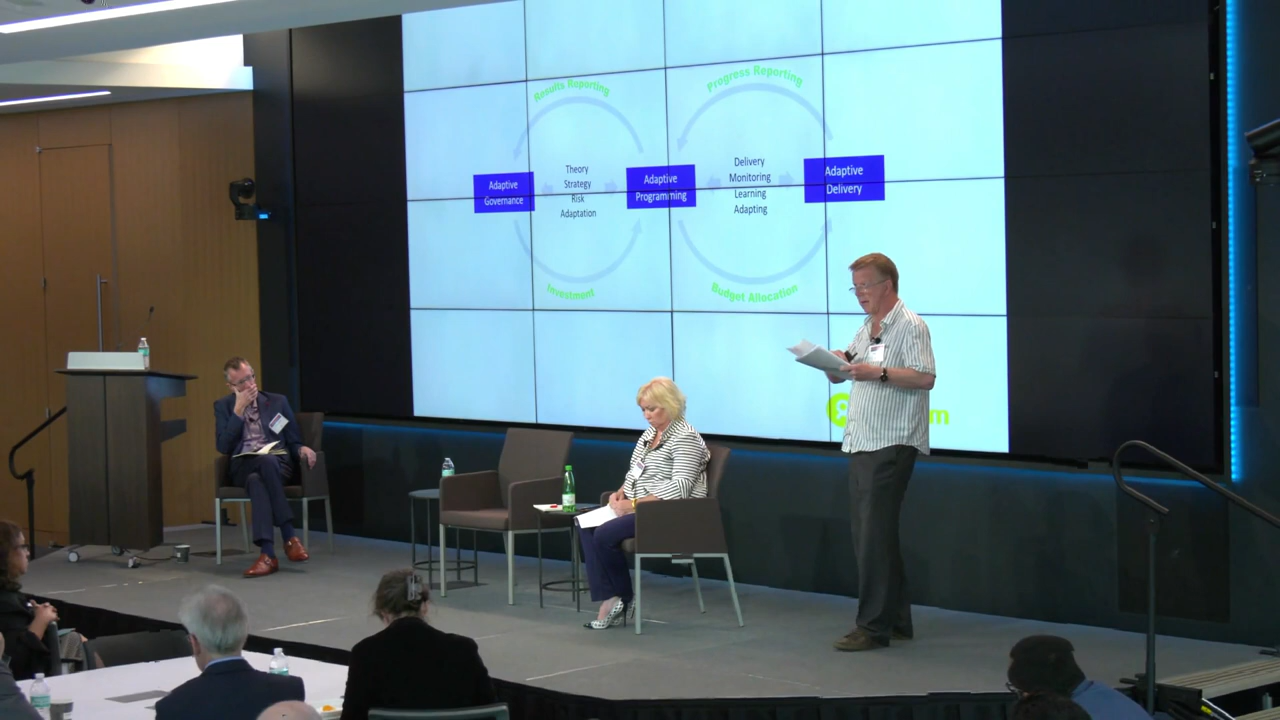 Results Reporting
Progress Reporting
Adaptive
Governance
Theory
Strategy
Risk
Adaptation
Adaptive
Programming
Delivery
Monitoring
Learning
Adapting
Adaptive
Delivery
Investment
Budget Allocation